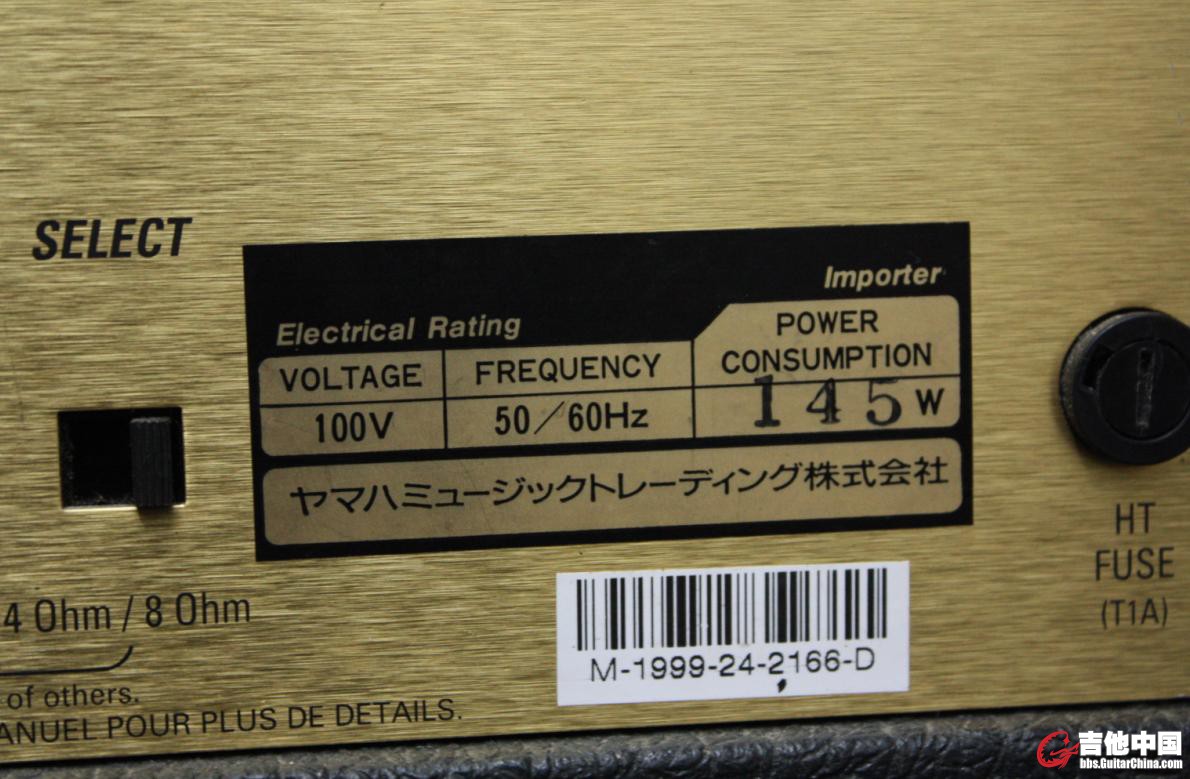 SELECT
Importer
Electrical Rating
POWER
CONSUMPTION
VOLTAGE
FREQUENCY
100V
50/60Hz
145W
ヤマハミュージックトレーディング株式会社
HT
FUSE
(T1A)
4 Ohm / 8 Ohm
M-1999-24-2166-D
of others.
MANUEL POUR PLUS DE DETAILS.
吉他中国
bbs.GuitarChina.com